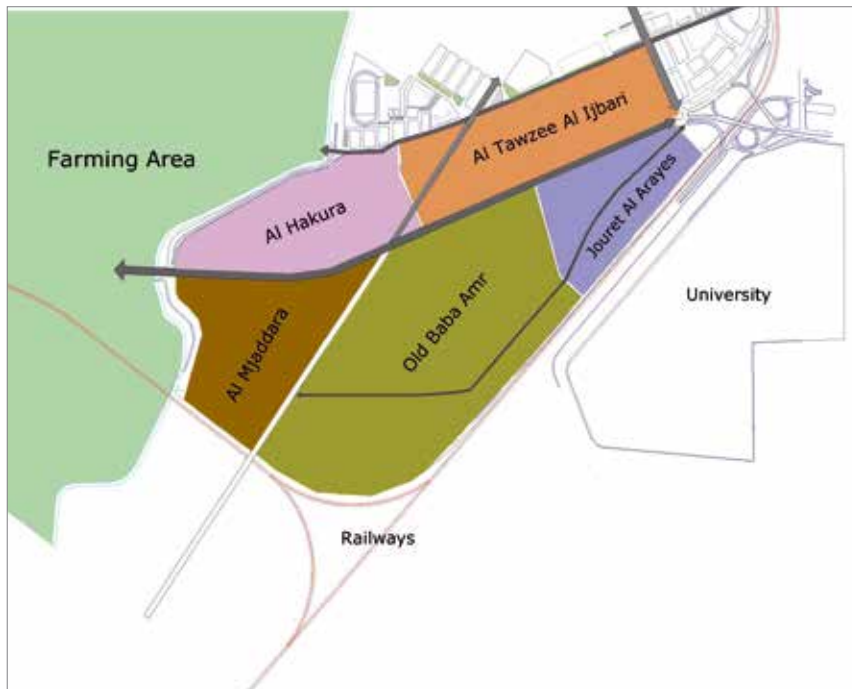 Farming Area
Al Tawzee Al Ijbari
Al Hakura
Jouret Al Arayes
University
Old Baba Amr
Al Mjaddara
Railways